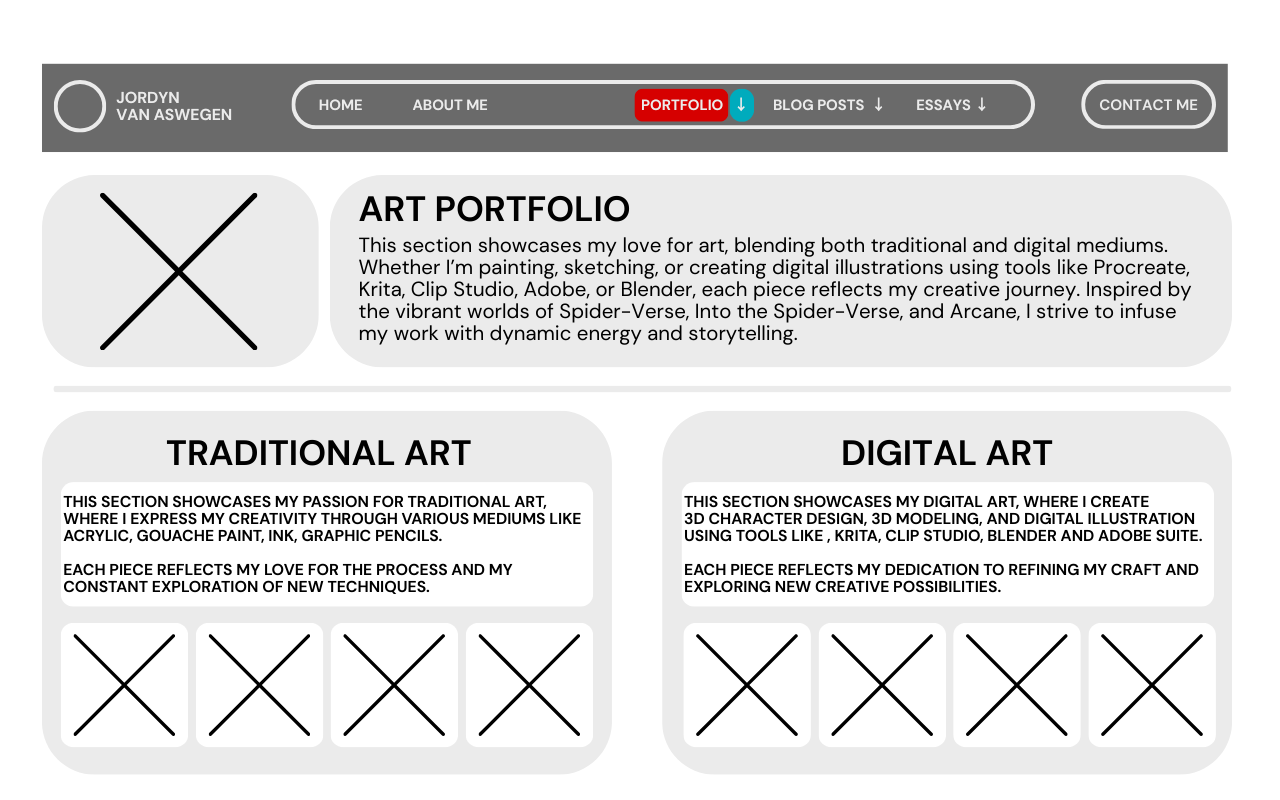 JORDYN
VAN ASWEGEN
HOME ABOUT ME PORTFOLIO ↓ BLOG POSTS ↓ ESSAYS ↓ CONTACT ME
ART PORTFOLIO
This section showcases my love for art, blending both traditional and digital mediums.
Whether I'm painting, sketching, or creating digital illustrations using tools like Procreate,
Krita, Clip Studio, Adobe, or Blender, each piece reflects my creative journey. Inspired by
the vibrant worlds of Spider-Verse, Into the Spider-Verse, and Arcane, I strive to infuse
my work with dynamic energy and storytelling.
TRADITIONAL ART
THIS SECTION SHOWCASES MY PASSION FOR TRADITIONAL ART,
WHERE I EXPRESS MY CREATIVITY THROUGH VARIOUS MEDIUMS LIKE
ACRYLIC, GOUACHE PAINT, INK, GRAPHIC PENCILS.
EACH PIECE REFLECTS MY LOVE FOR THE PROCESS AND MY
CONSTANT EXPLORATION OF NEW TECHNIQUES.
DIGITAL ART
THIS SECTION SHOWCASES MY DIGITAL ART, WHERE I CREATE
3D CHARACTER DESIGN, 3D MODELING, AND DIGITAL ILLUSTRATION
USING TOOLS LIKE , KRITA, CLIP STUDIO, BLENDER AND ADOBE SUITE.
EACH PIECE REFLECTS MY DEDICATION TO REFINING MY CRAFT AND
EXPLORING NEW CREATIVE POSSIBILITIES.